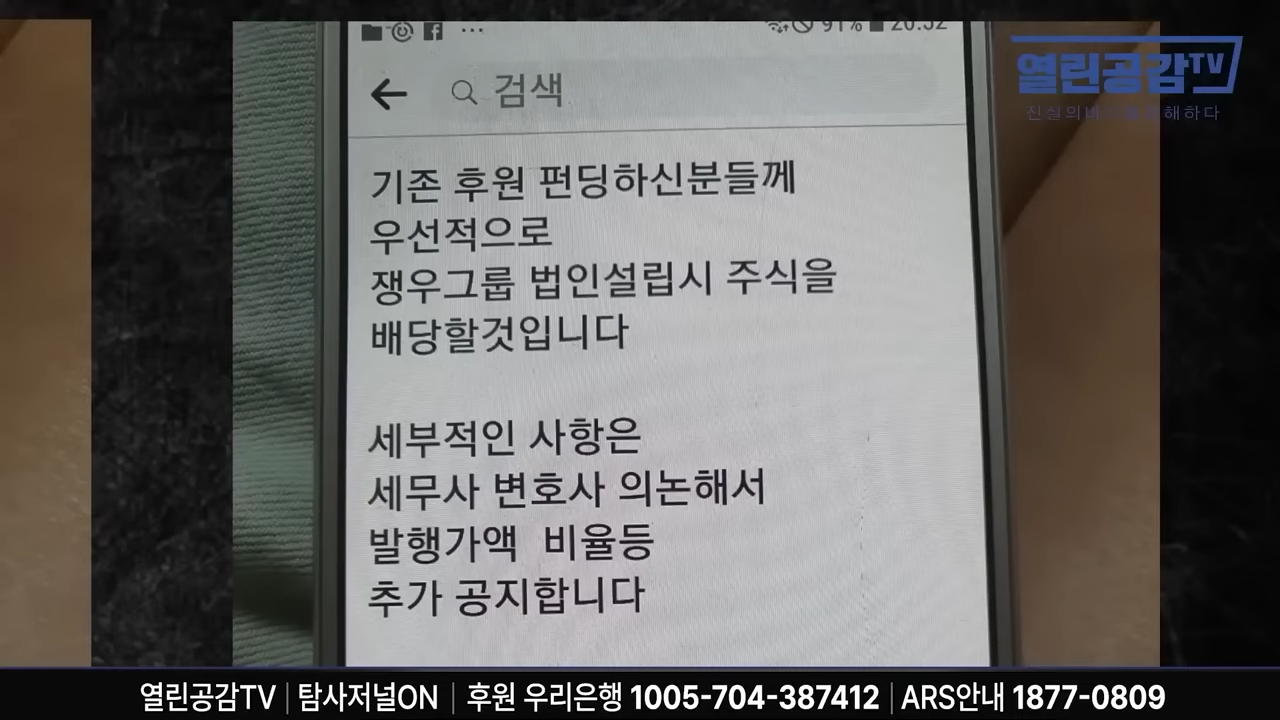 91% 20:52
검색
열린공감TV
기존 후원 펀딩하신분들께
우선적으로
쟁우그룹 법인설립시 주식을
배당할것입니다
세부적인 사항은
세무사 변호사 의논해서
발행가액 비율등
추가 공지합니다
열린공감TV | 탐사저널ON | 후원 우리은행 1005-704-387412 | ARS안내 1877-0809